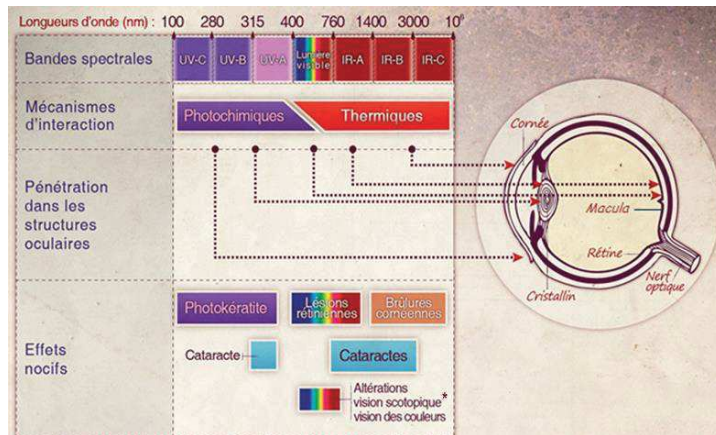 Longueurs d'onde (nm) : 100 280 315 400 760 1400 3000 10⁶
Bandes spectrales
UV-C
UV-B
UV-A
Lumière
visible
IR-A
IR-B
IR-C
Mécanismes
d'interaction
Photochimiques
Thermiques
Pénétration
dans les
structures
oculaires
Cornée
Macula
Rétine
Nerf
optique
Cristallin
Effets
nocifs
Photokératite
Lésions
rétiniennes
Brûlures
cornéennes
Cataracte
Cataractes
Altérations
vision scotopique*
vision des couleurs